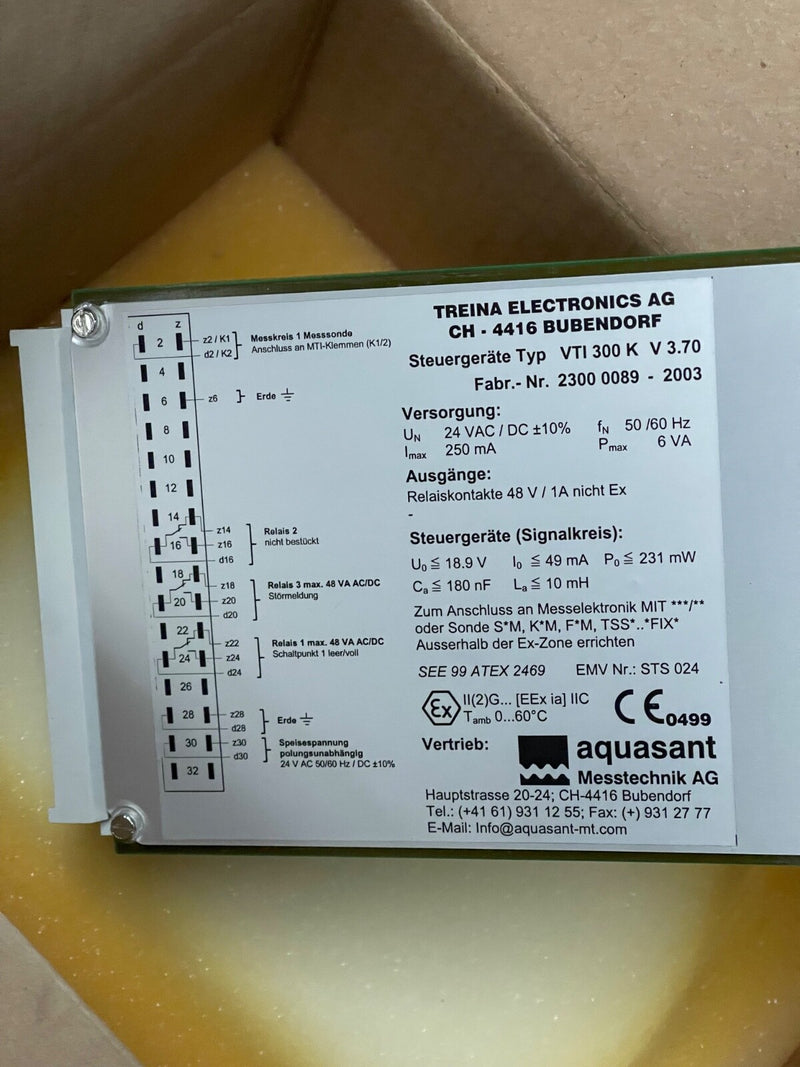 d z
2 z2 / K1 Messkreis 1 Messsonde
d2 / K2 Anschluss an MTI-Klemmen (K1/2)
4
6 z6 Erde
8
10
12
14 z14 Relais 2
16 z16 nicht bestückt
d16
18 z18 Relais 3 max. 48 VA AC/DC
20 z20 Störmeldung
d20
22 z22 Relais 1 max. 48 VA AC/DC
24 z24 Schaltpunkt 1 leer/voll
d24
26
28 z28 Erde
d28
30 z30 Speisespannung
d30 polungsunabhängig
24 V AC 50/60 Hz / DC ±10%
32
TREINA ELECTRONICS AG
CH - 4416 BUBENDORF
Steuergeräte Typ VTI 300 K V 3.70
Fabr.- Nr. 2300 0089 - 2003
Versorgung:
UN 24 VAC / DC ±10% fN 50 /60 Hz
Imax 250 mA Pmax 6 VA
Ausgänge:
Relaiskontakte 48 V / 1A nicht Ex
-
Steuergeräte (Signalkreis):
U0 ≦ 18.9 V I0 ≦ 49 mA P0 ≦ 231 mW
Ca ≦ 180 nF La ≦ 10 mH
Zum Anschluss an Messelektronik MIT ***/**
oder Sonde S*M, K*M, F*M, TSS*..*FIX*
Ausserhalb der Ex-Zone errichten
SEE 99 ATEX 2469 EMV Nr.: STS 024
Ex II(2)G... [EEx ia] IIC CE0499
Tamb 0...60°C
Vertrieb: aquasant
Messtechnik AG
Hauptstrasse 20-24; CH-4416 Bubendorf
Tel.: (+41 61) 931 12 55; Fax: (+) 931 27 77
E-Mail: Info@aquasant-mt.com